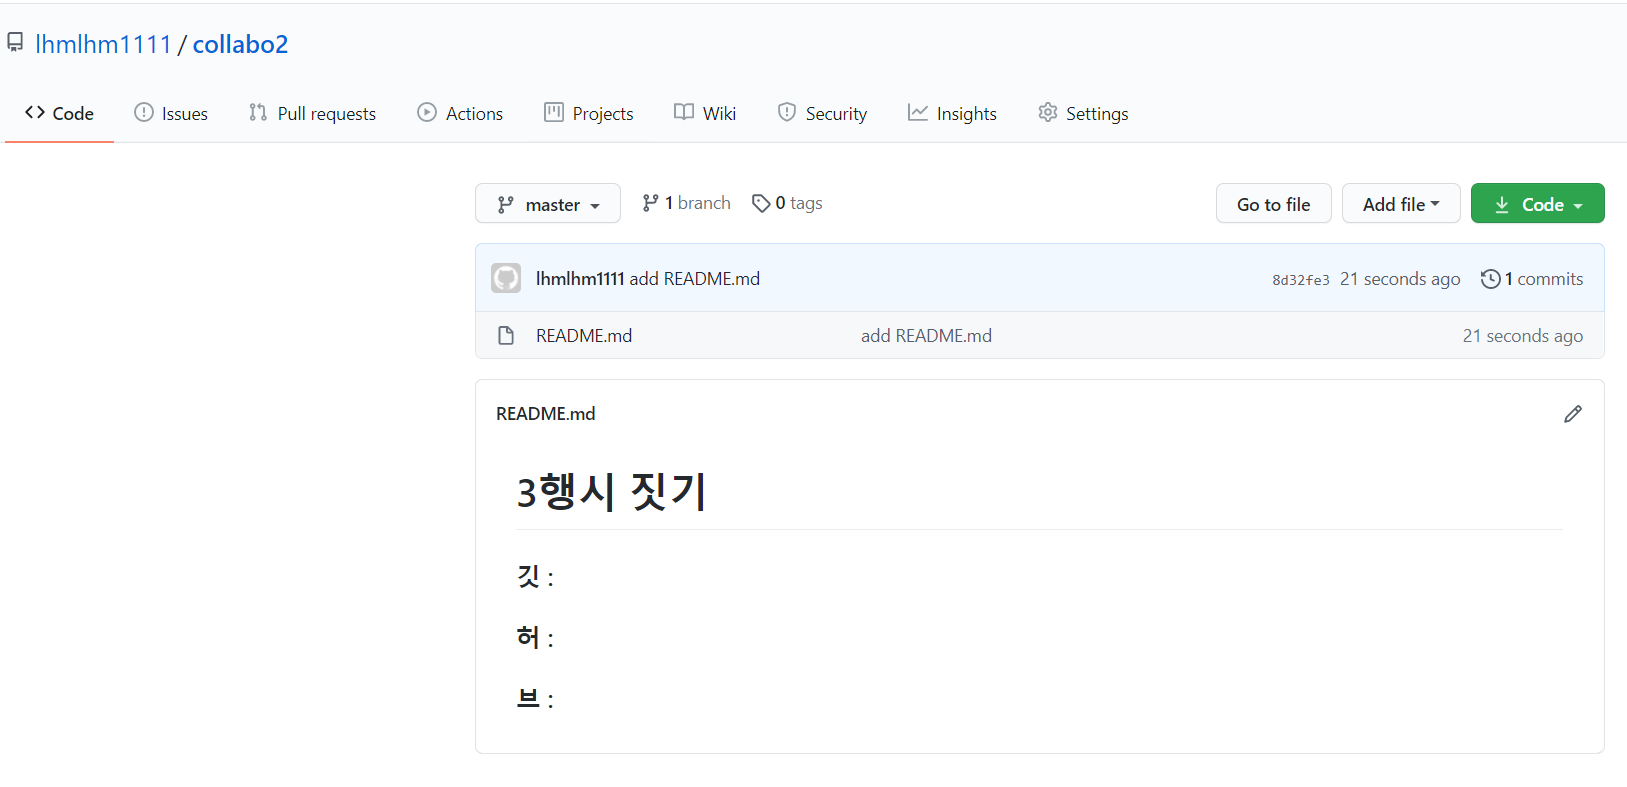 lhmlhm1111 / collabo2
Code Issues Pull requests Actions Projects Wiki Security Insights Settings
master 1 branch 0 tags Go to file Add file Code
lhmlhm1111 add README.md 8d32fe3 21 seconds ago 1 commits
README.md add README.md 21 seconds ago
README.md
3행시 짓기
깃 :
허 :
브 :